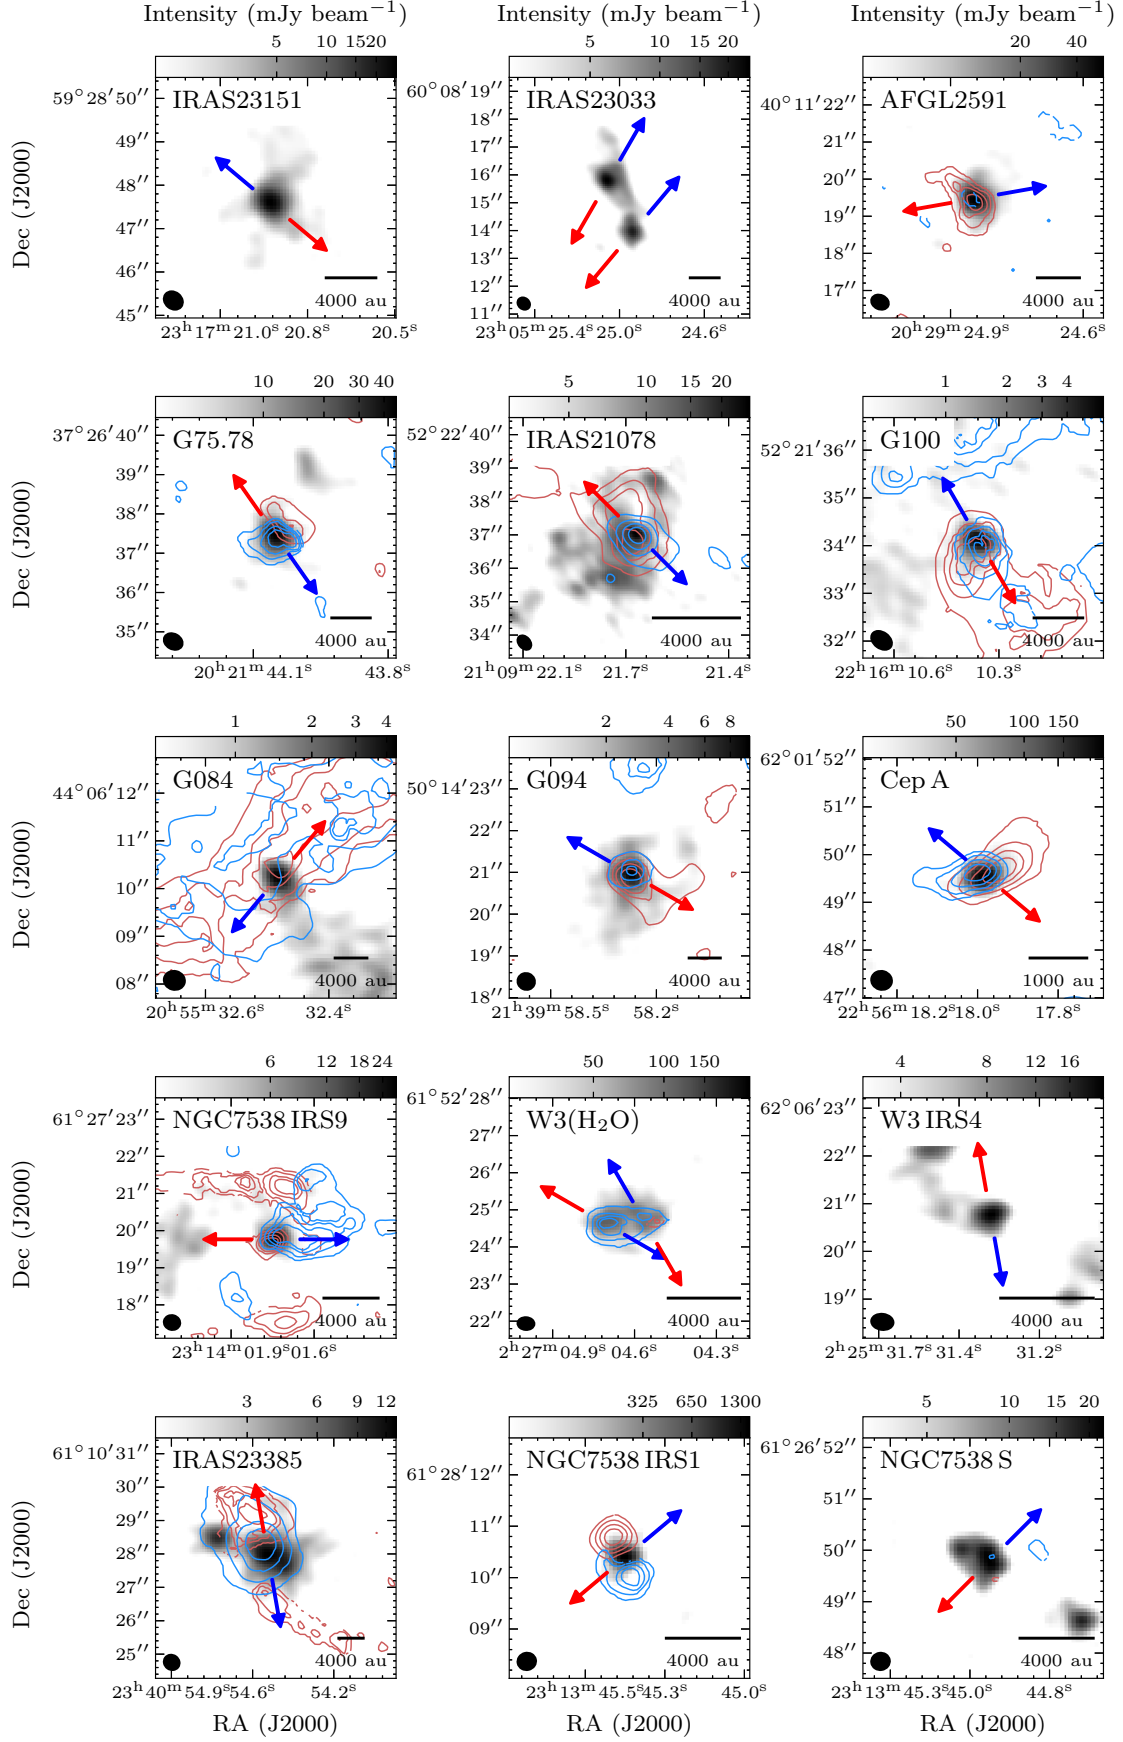 Intensity (mJy beam⁻¹) Intensity (mJy beam⁻¹) Intensity (mJy beam⁻¹)
5 10 15 20 5 10 15 20 20 40
IRAS23151 IRAS23033 AFGL2591
59°28′50″ 49″ 48″ 47″ 46″ 45″
60°08′19″ 18″ 17″ 16″ 15″ 14″ 13″ 12″ 11″
40°11′22″ 21″ 20″ 19″ 18″ 17″
Dec (J2000)
4000 au 4000 au 4000 au
23ʰ17ᵐ21.0ˢ 20.8ˢ 20.5ˢ 23ʰ05ᵐ25.4ˢ 25.0ˢ 24.6ˢ 20ʰ29ᵐ24.9ˢ 24.6ˢ
10 20 30 40 5 10 15 20 1 2 3 4
G75.78 IRAS21078 G100
37°26′40″ 39″ 38″ 37″ 36″ 35″
52°22′40″ 39″ 38″ 37″ 36″ 35″ 34″
52°21′36″ 35″ 34″ 33″ 32″
Dec (J2000)
4000 au 4000 au 4000 au
20ʰ21ᵐ44.1ˢ 43.8ˢ 21ʰ09ᵐ22.1ˢ 21.7ˢ 21.4ˢ 22ʰ16ᵐ10.6ˢ 10.3ˢ
1 2 3 4 2 4 6 8 50 100 150
G084 G094 Cep A
44°06′12″ 11″ 10″ 09″ 08″
50°14′23″ 22″ 21″ 20″ 19″ 18″
62°01′52″ 51″ 50″ 49″ 48″ 47″
Dec (J2000)
4000 au 4000 au 1000 au
20ʰ55ᵐ32.6ˢ 32.4ˢ 21ʰ39ᵐ58.5ˢ 58.2ˢ 22ʰ56ᵐ18.2ˢ 18.0ˢ 17.8ˢ
6 12 18 24 50 100 150 4 8 12 16
NGC7538 IRS9 W3(H₂O) W3 IRS4
61°27′23″ 22″ 21″ 20″ 19″ 18″
61°52′28″ 27″ 26″ 25″ 24″ 23″ 22″
62°06′23″ 22″ 21″ 20″ 19″
Dec (J2000)
4000 au 4000 au 4000 au
23ʰ14ᵐ01.9ˢ 01.6ˢ 2ʰ27ᵐ04.9ˢ 04.6ˢ 04.3ˢ 2ʰ25ᵐ31.7ˢ 31.4ˢ 31.2ˢ
3 6 9 12 325 650 1300 5 10 15 20
IRAS23385 NGC7538 IRS1 NGC7538 S
61°10′31″ 30″ 29″ 28″ 27″ 26″ 25″
61°28′12″ 11″ 10″ 09″
61°26′52″ 51″ 50″ 49″ 48″
Dec (J2000)
4000 au 4000 au 4000 au
23ʰ40ᵐ54.9ˢ 54.6ˢ 54.2ˢ 23ʰ13ᵐ45.5ˢ 45.3ˢ 45.0ˢ 23ʰ13ᵐ45.3ˢ 45.0ˢ 44.8ˢ
RA (J2000) RA (J2000) RA (J2000)